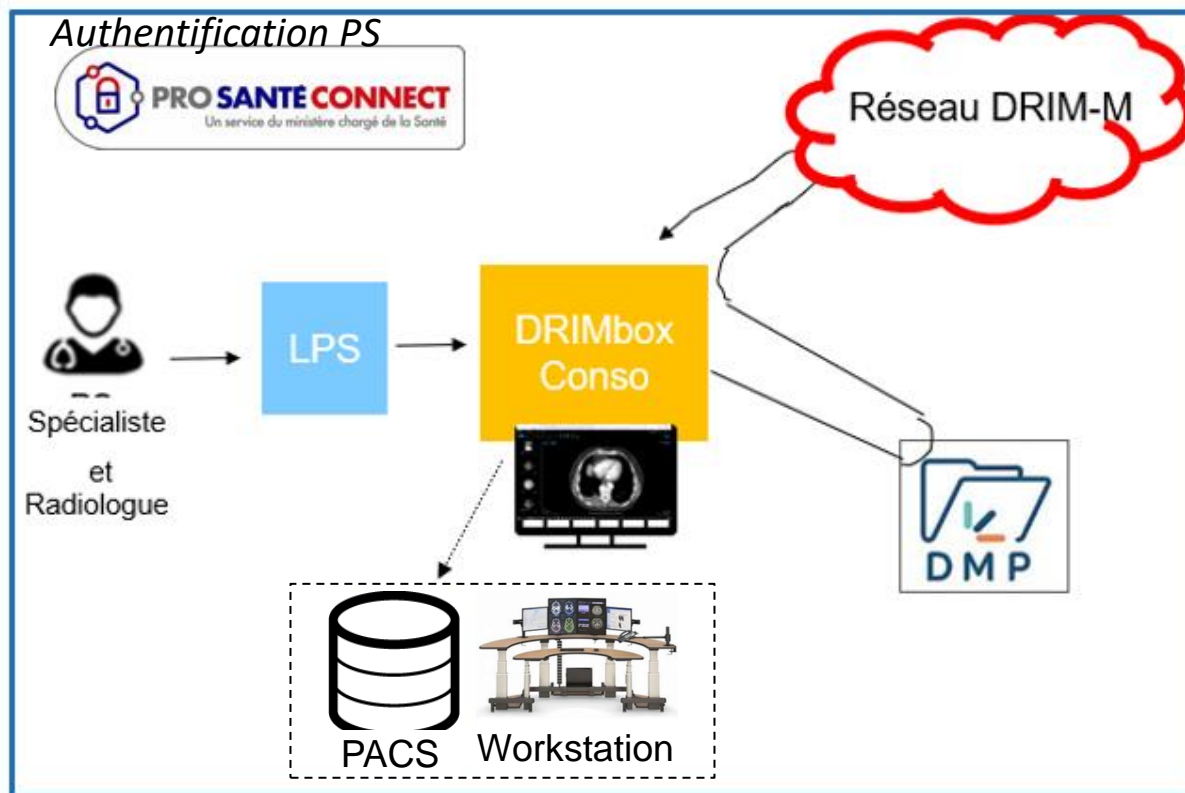 Authentification PS
PRO SANTÉ CONNECT
Un service du ministère chargé de la Santé
Réseau DRIM-M
LPS
DRIMbox
Conso
Spécialiste
et
Radiologue
DMP
PACS
Workstation